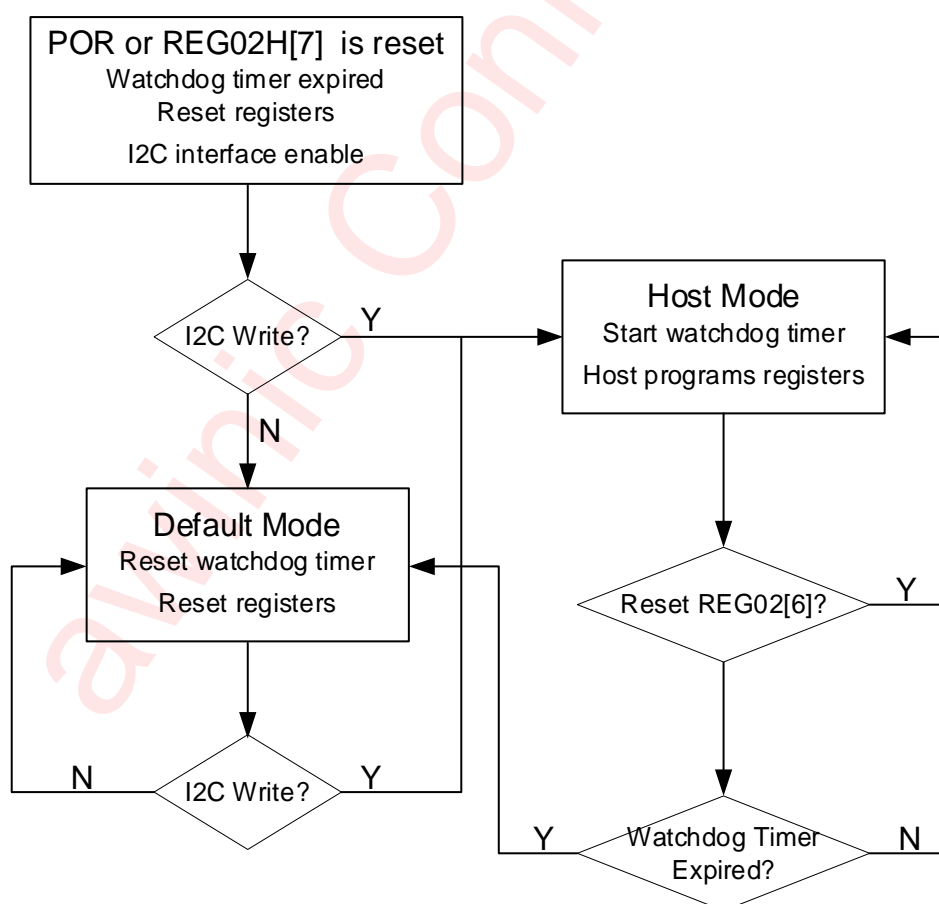 POR or REG02H[7] is reset
Watchdog timer expired
Reset registers
I2C interface enable
I2C Write?
Y
N
Host Mode
Start watchdog timer
Host programs registers
Default Mode
Reset watchdog timer
Reset registers
Reset REG02[6]?
Y
I2C Write?
N
Y
Watchdog Timer
Expired?
Y
N
awinic Con